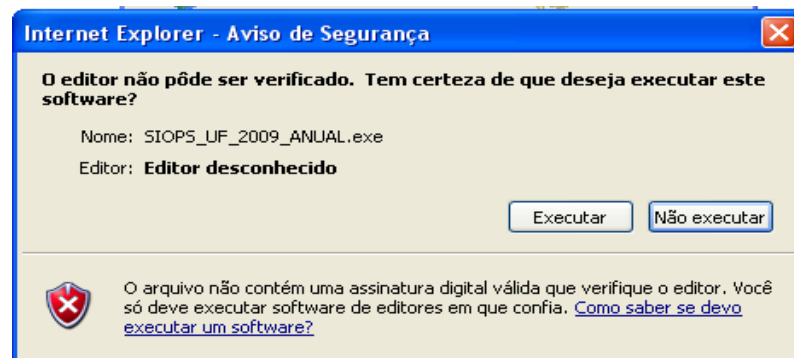 Internet Explorer - Aviso de Segurança
O editor não pôde ser verificado. Tem certeza de que deseja executar este
software?
Nome: SIOPS_UF_2009_ANUAL.exe
Editor: Editor desconhecido
Executar
Não executar
O arquivo não contém uma assinatura digital válida que verifique o editor. Você
só deve executar software de editores em que confia. Como saber se devo
executar um software?